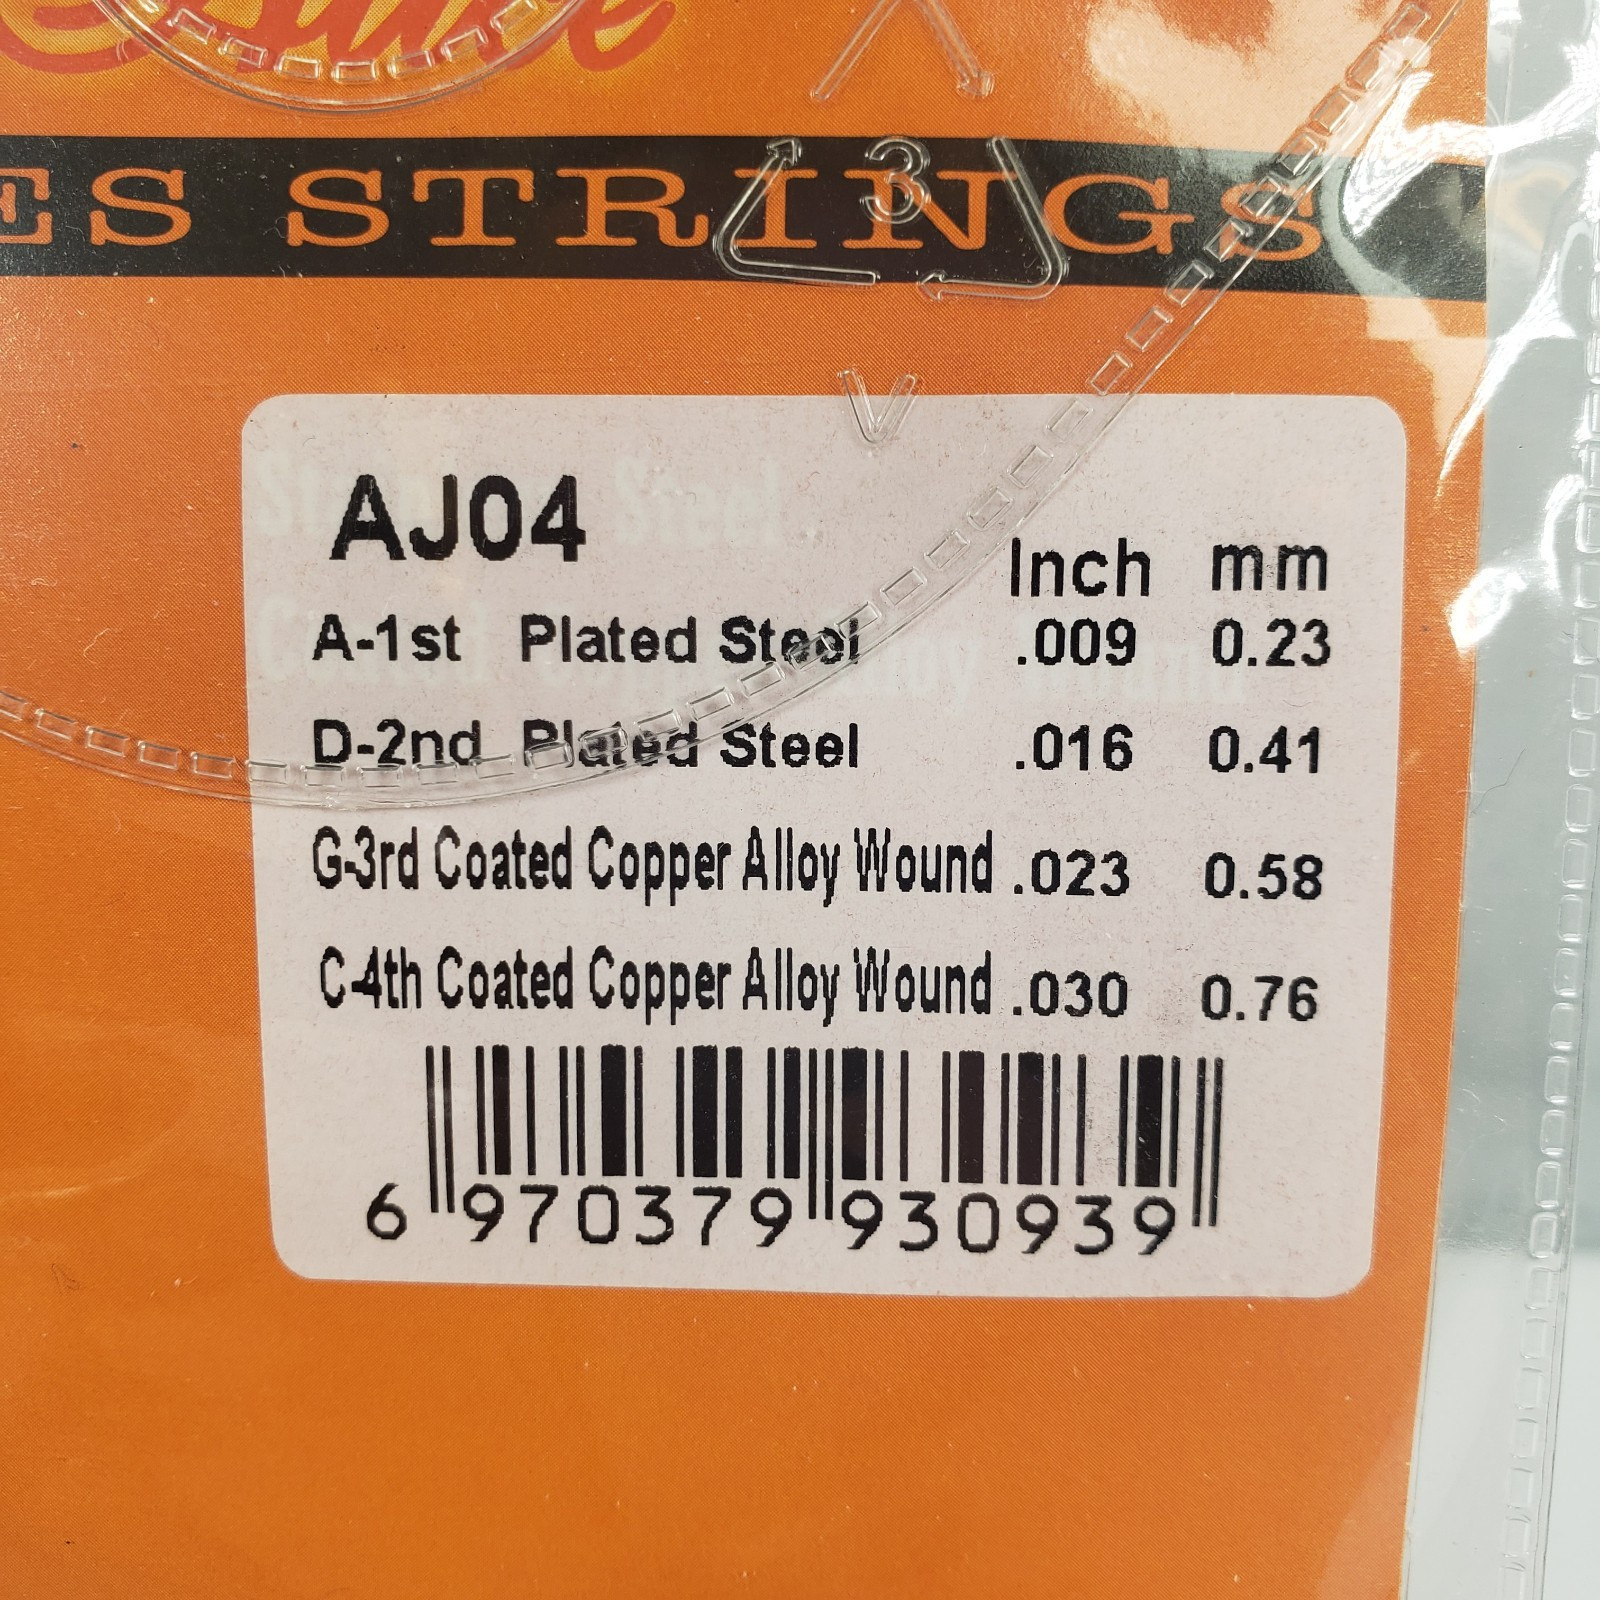 ES STRINGS
3
V
AJ04
Inch mm
A-1st Plated Steel .009 0.23
D-2nd Plated Steel .016 0.41
G-3rd Coated Copper Alloy Wound .023 0.58
C-4th Coated Copper Alloy Wound .030 0.76
6 970379 930939